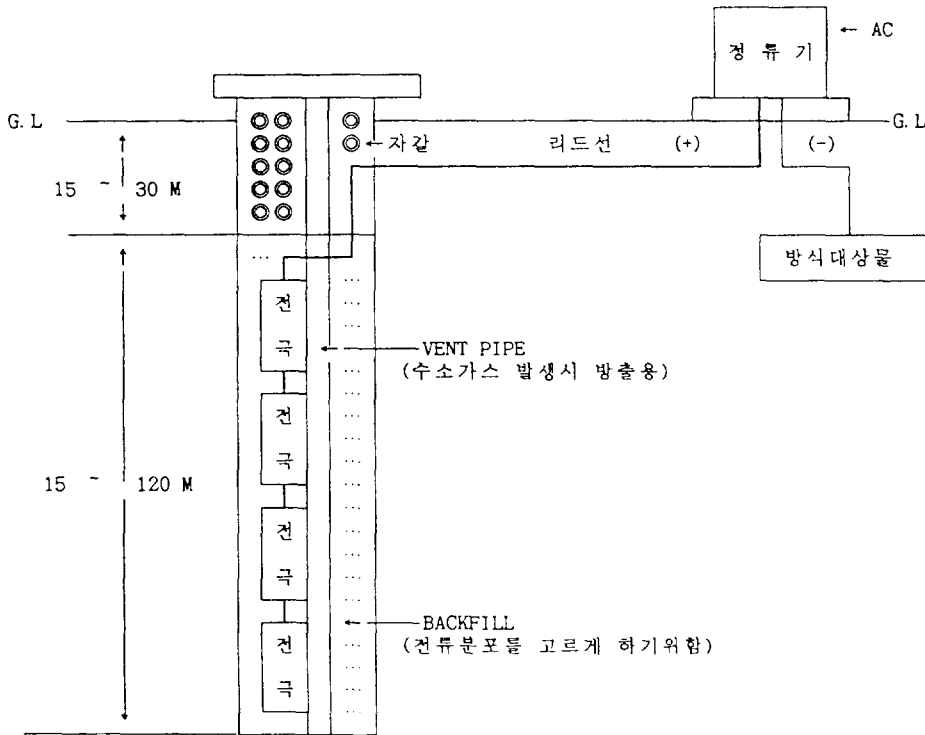 ← AC
정 류 기
G.L
G.L
←자갈
리드선
(+)
(-)
15 ~ 30 M
방식대상물
전
극
VENT PIPE
(수소가스 발생시 방출용)
전
극
15 ~ 120 M
전
극
BACKFILL
(전류분포를 고르게 하기위함)
전
극